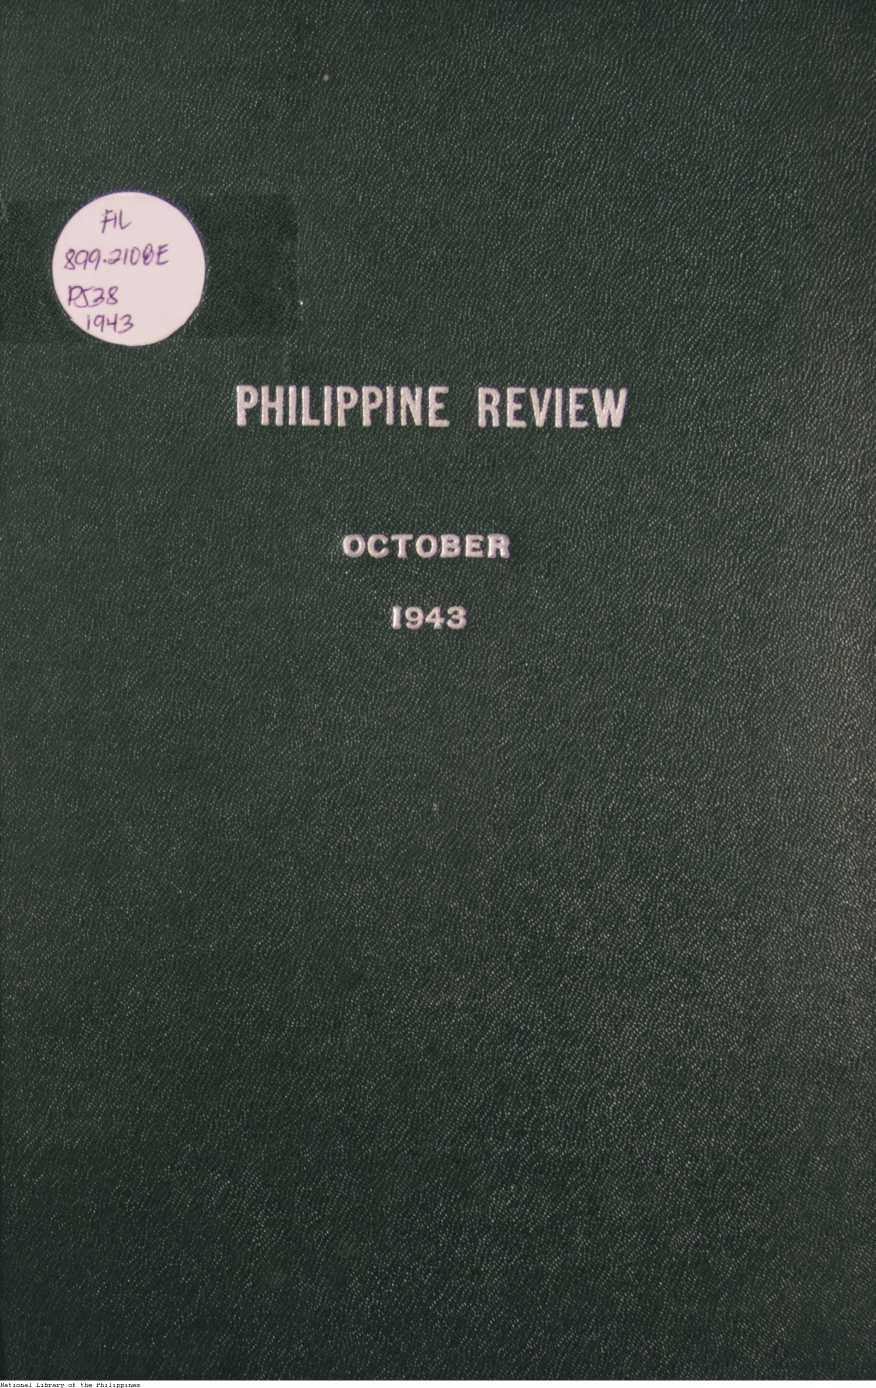 FIL
899.2108E
P538
1943
PHILIPPINE REVIEW
OCTOBER
1943
National Library of the Philippines